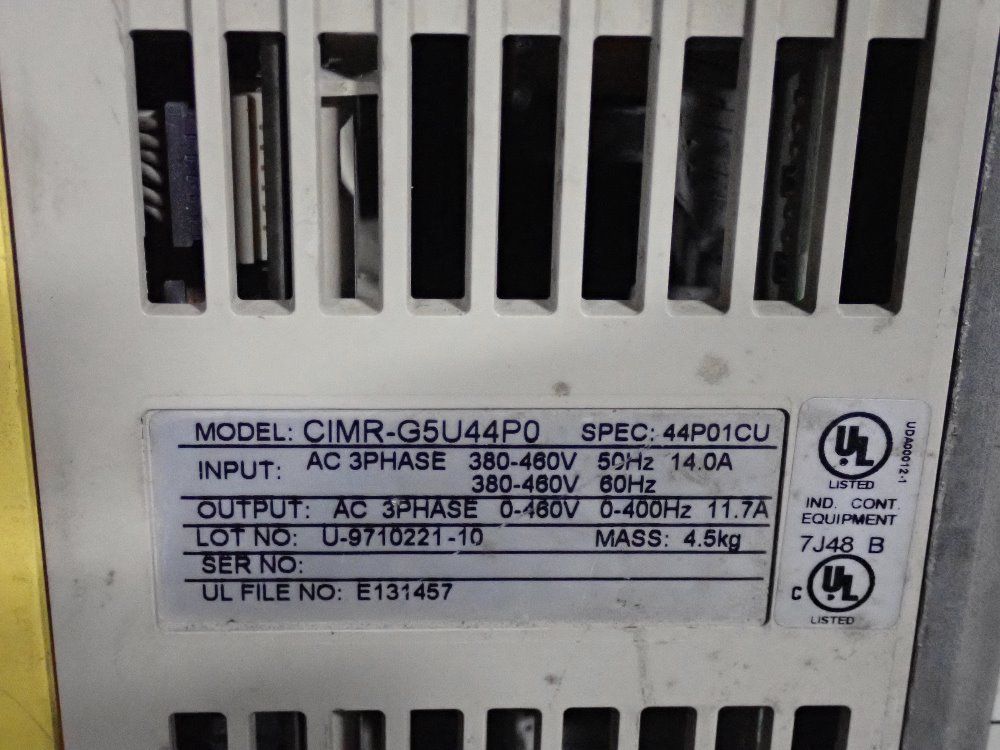 MODEL: CIMR-G5U44P0 SPEC: 44P01CU
INPUT: AC 3PHASE 380-460V 50Hz 14.0A
380-460V 60Hz
OUTPUT: AC 3PHASE 0-460V 0-400Hz 11.7A
LOT NO: U-9710221-10 MASS: 4.5kg
SER NO:
UL FILE NO: E131457
UL
LISTED
IND. CONT.
EQUIPMENT
7J48 B
C UL
LISTED
UDA00012-1